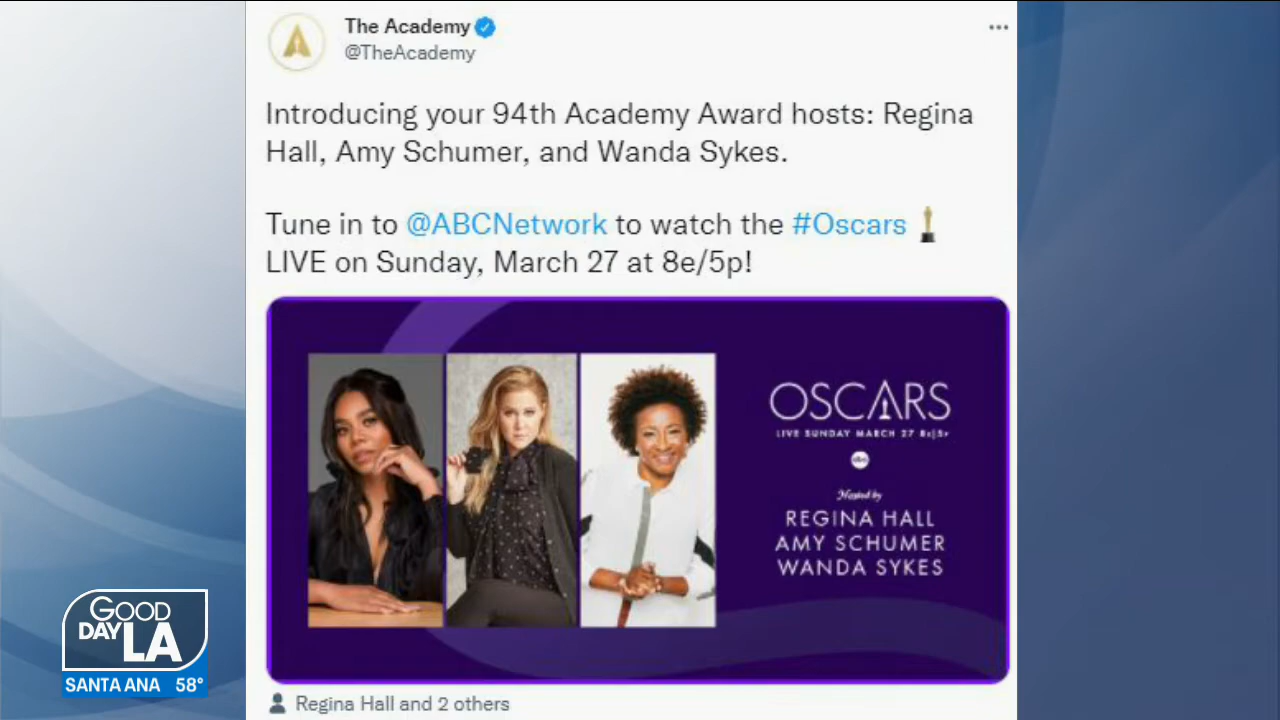 The Academy
@TheAcademy
Introducing your 94th Academy Award hosts: Regina
Hall, Amy Schumer, and Wanda Sykes.
Tune in to @ABCNetwork to watch the #Oscars
LIVE on Sunday, March 27 at 8e/5p!
OSCARS
LIVE SUNDAY MARCH 27 8e|5p
abc
Hosted by
REGINA HALL
AMY SCHUMER
WANDA SYKES
Regina Hall and 2 others
GOOD
DAY LA
SANTA ANA 58°